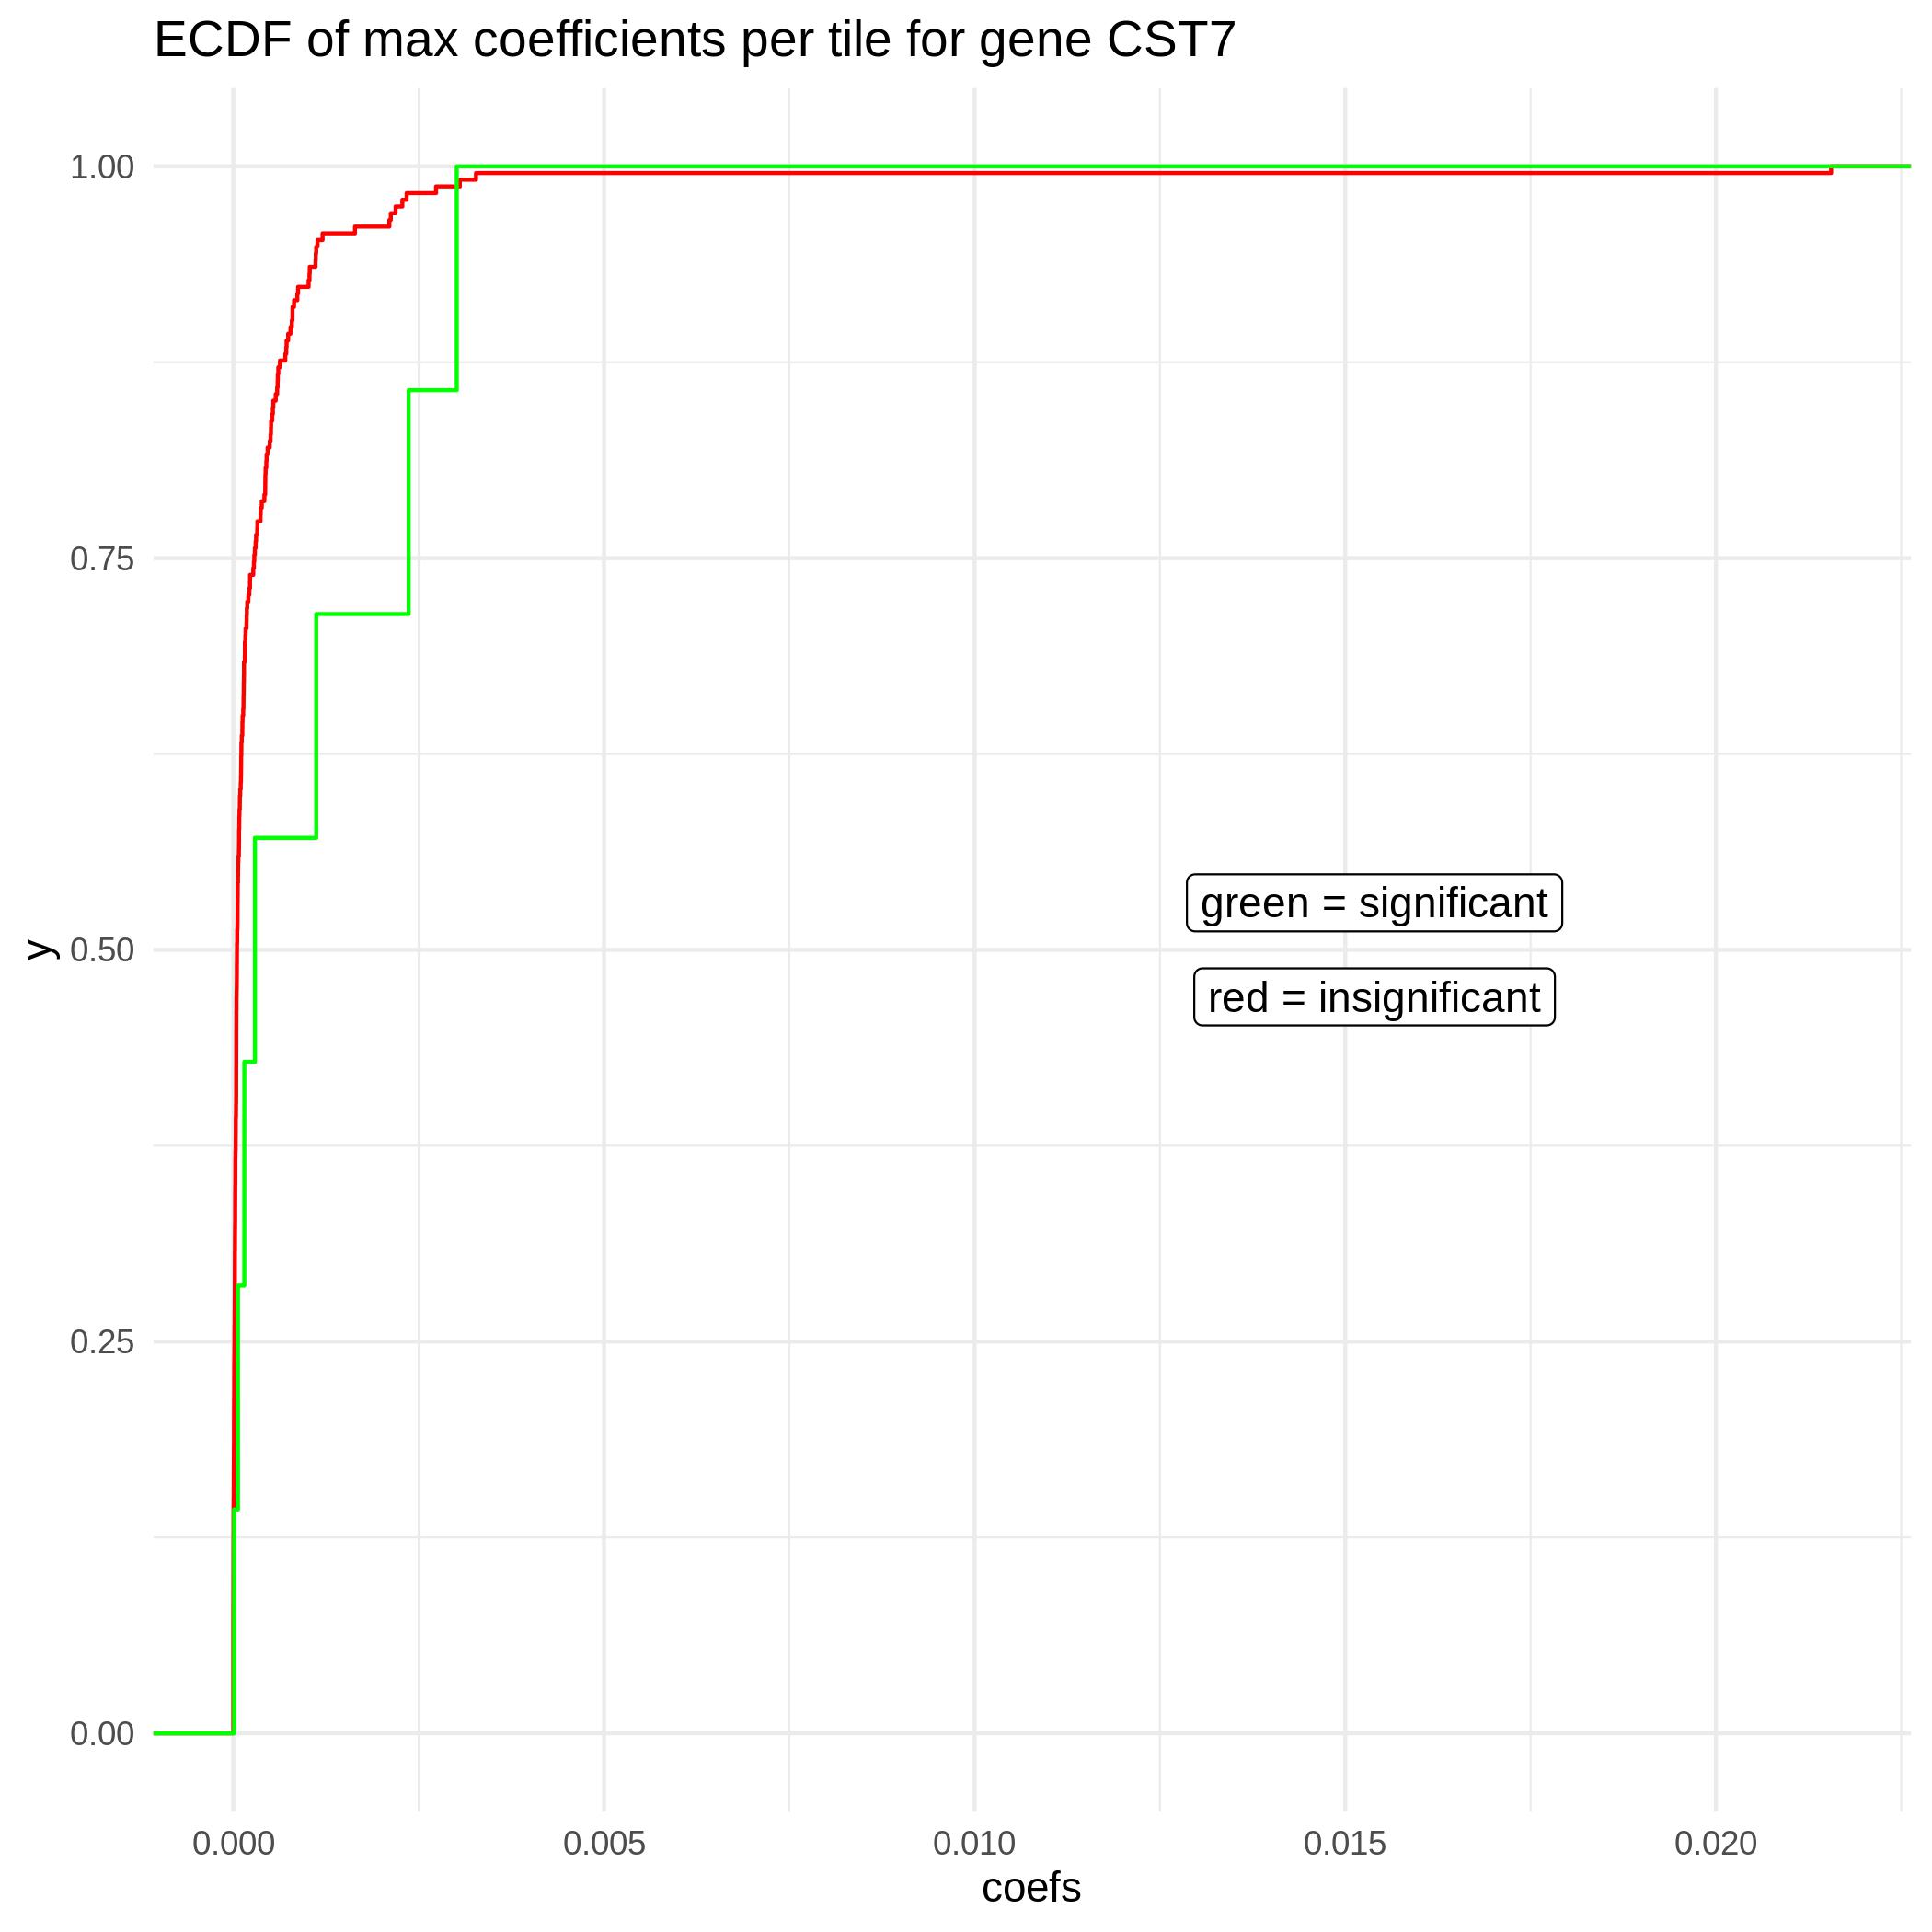 ECDF of max coefficients per tile for gene CST7
1.00
0.75
0.50
0.25
0.00
y
green = significant
red = insignificant
0.000
0.005
0.010
0.015
0.020
coefs